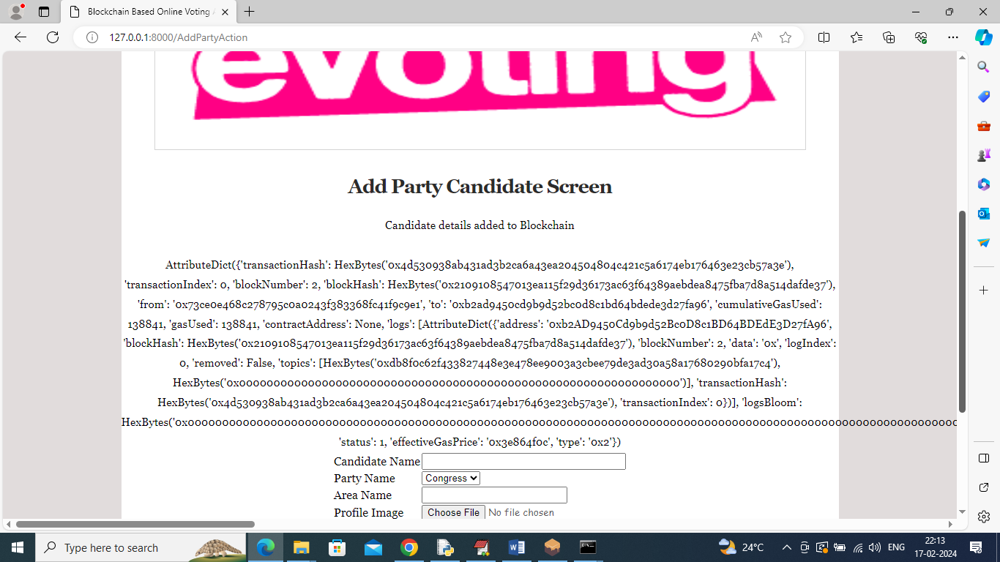 Blockchain Based Online Voting
127.0.0.1:8000/AddPartyAction
evoting
Add Party Candidate Screen
Candidate details added to Blockchain
AttributeDict({'transactionHash': HexBytes('0x4d530938ab431ad3b2ca6a43ea204504804c421c5a6174eb176463e23cb57a3e'),
'transactionIndex': 0, 'blockNumber': 2, 'blockHash': HexBytes('0x2109108547013ea115f29d36173ac63f64389aebdea8475fba7d8a514dafde37'),
'from': '0x73ce0e468c278795c0a0243f383368fc41f9c9e1', 'to': '0xb2ad9450cd9b9d52bc0d8c1bd64bdede3d27fa96', 'cumulativeGasUsed':
138841, 'gasUsed': 138841, 'contractAddress': None, 'logs': [AttributeDict({'address': '0xb2AD9450Cd9b9d52Bc0D8c1BD64BDEdE3D27fA96',
'blockHash': HexBytes('0x2109108547013ea115f29d36173ac63f64389aebdea8475fba7d8a514dafde37'), 'blockNumber': 2, 'data': '0x', 'logIndex':
0, 'removed': False, 'topics': [HexBytes('0xdb8f0c62f433827448e3e478ee9003a3cbee79de3ad30a58a17680290bfa17c4'),
HexBytes('0x0000000000000000000000000000000000000000000000000000000000000000')], 'transactionHash':
HexBytes('0x4d530938ab431ad3b2ca6a43ea204504804c421c5a6174eb176463e23cb57a3e'), 'transactionIndex': 0})], 'logsBloom':
'status': 1, 'effectiveGasPrice': '0x3e864f0c', 'type': '0x2'})
Candidate Name
Party Name Congress
Area Name
Profile Image Choose File No file chosen
Type here to search
24°C
ENG
22:13
17-02-2024